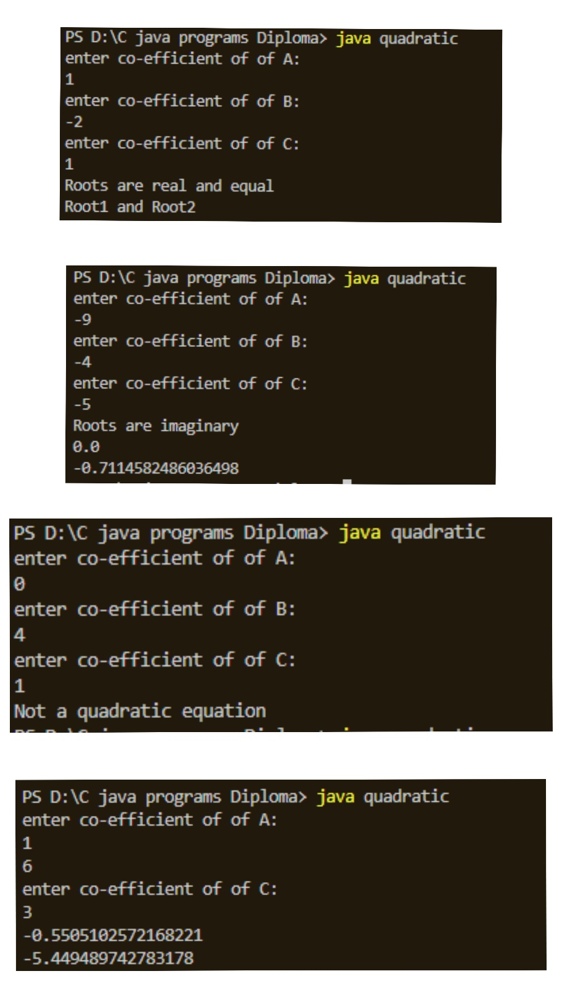 PS D:\C java programs Diploma> java quadratic
enter co-efficient of of A:
1
enter co-efficient of of B:
-2
enter co-efficient of of C:
1
Roots are real and equal
Root1 and Root2
PS D:\C java programs Diploma> java quadratic
enter co-efficient of of A:
-9
enter co-efficient of of B:
-4
enter co-efficient of of C:
-5
Roots are imaginary
0.0
-0.7114582486036498
PS D:\C java programs Diploma> java quadratic
enter co-efficient of of A:
0
enter co-efficient of of B:
4
enter co-efficient of of C:
1
Not a quadratic equation
PS D:\C java programs Diploma> java quadratic
enter co-efficient of of A:
1
6
enter co-efficient of of C:
3
-0.5505102572168221
-5.449489742783178